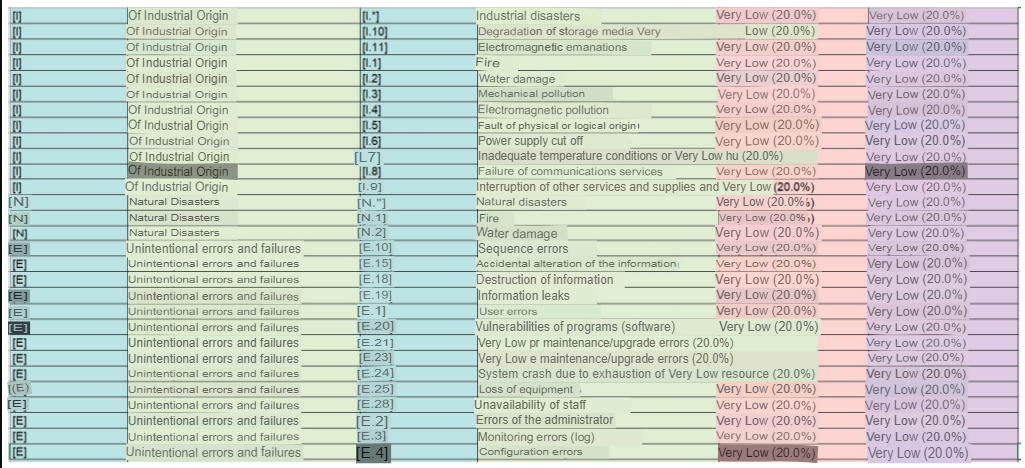 [I] Of Industrial Origin [I.*] Industrial disasters Very Low (20.0%) Very Low (20.0%)
[I] Of Industrial Origin [I.10] Degradation of storage media Very Low (20.0%) Very Low (20.0%)
[I] Of Industrial Origin [I.11] Electromagnetic emanations Very Low (20.0%) Very Low (20.0%)
[I] Of Industrial Origin [I.1] Fire Very Low (20.0%) Very Low (20.0%)
[I] Of Industrial Origin [I.2] Water damage Very Low (20.0%) Very Low (20.0%)
[I] Of Industrial Origin [I.3] Mechanical pollution Very Low (20.0%) Very Low (20.0%)
[I] Of Industrial Origin [I.4] Electromagnetic pollution Very Low (20.0%) Very Low (20.0%)
[I] Of Industrial Origin [I.5] Fault of physical or logical origin Very Low (20.0%) Very Low (20.0%)
[I] Of Industrial Origin [I.6] Power supply cut off Very Low (20.0%) Very Low (20.0%)
[I] Of Industrial Origin [L7] Inadequate temperature conditions or Very Low hu (20.0%) Very Low (20.0%)
[I] Of Industrial Origin [I.8] Failure of communications services Very Low (20.0%) Very Low (20.0%)
[I] Of Industrial Origin [I.9] Interruption of other services and supplies and Very Low (20.0%) Very Low (20.0%)
[N] Natural Disasters [N.*] Natural disasters Very Low (20.0%) Very Low (20.0%)
[N] Natural Disasters [N.1] Fire Very Low (20.0%) Very Low (20.0%)
[N] Natural Disasters [N.2] Water damage Very Low (20.0%) Very Low (20.0%)
[E] Unintentional errors and failures [E.10] Sequence errors Very Low (20.0%) Very Low (20.0%)
[E] Unintentional errors and failures [E.15] Accidental alteration of the information Very Low (20.0%) Very Low (20.0%)
[E] Unintentional errors and failures [E.18] Destruction of information Very Low (20.0%) Very Low (20.0%)
[E] Unintentional errors and failures [E.19] Information leaks Very Low (20.0%) Very Low (20.0%)
[E] Unintentional errors and failures [E.1] User errors Very Low (20.0%) Very Low (20.0%)
[E] Unintentional errors and failures [E.20] Vulnerabilities of programs (software) Very Low (20.0%) Very Low (20.0%)
[E] Unintentional errors and failures [E.21] Very Low pr maintenance/upgrade errors (20.0%) Very Low (20.0%)
[E] Unintentional errors and failures [E.23] Very Low e maintenance/upgrade errors (20.0%) Very Low (20.0%)
[E] Unintentional errors and failures [E.24] System crash due to exhaustion of Very Low resource (20.0%) Very Low (20.0%)
[E) Unintentional errors and failures [E.25] Loss of equipment Very Low (20.0%) Very Low (20.0%)
[E] Unintentional errors and failures [E.28] Unavailability of staff Very Low (20.0%) Very Low (20.0%)
[E] Unintentional errors and failures [E.2] Errors of the administrator Very Low (20.0%) Very Low (20.0%)
[E] Unintentional errors and failures [E.3] Monitoring errors (log) Very Low (20.0%) Very Low (20.0%)
[E] Unintentional errors and failures [E.4] Configuration errors Very Low (20.0%) Very Low (20.0%)